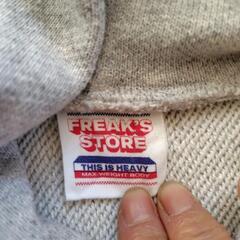 FREAK'S
STORE
THIS IS HEAVY
MAX WEIGHT BODY